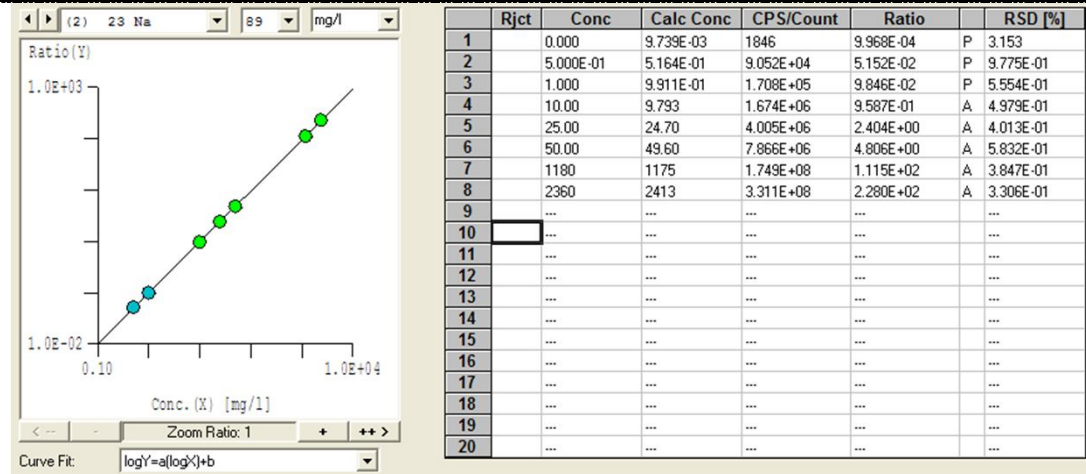 (2) 23 Na 89 mg/l
Ratio(Y)
1.0E+03
1.0E-02
0.10 1.0E+04
Conc.(X) [mg/l]
< -- - Zoom Ratio: 1 + ++ >
Curve Fit: logY=a(logX)+b
Rjct Conc Calc Conc CPS/Count Ratio RSD [%]
1 0.000 9.739E-03 1846 9.968E-04 P 3.153
2 5.000E-01 5.164E-01 9.052E+04 5.152E-02 P 9.775E-01
3 1.000 9.911E-01 1.708E+05 9.846E-02 P 5.554E-01
4 10.00 9.793 1.674E+06 9.587E-01 A 4.979E-01
5 25.00 24.70 4.005E+06 2.404E+00 A 4.013E-01
6 50.00 49.60 7.866E+06 4.806E+00 A 5.832E-01
7 1180 1175 1.749E+08 1.115E+02 A 3.847E-01
8 2360 2413 3.311E+08 2.280E+02 A 3.306E-01
9 --- --- --- --- ---
10 --- --- --- --- ---
11 --- --- --- --- ---
12 --- --- --- --- ---
13 --- --- --- --- ---
14 --- --- --- --- ---
15 --- --- --- --- ---
16 --- --- --- --- ---
17 --- --- --- --- ---
18 --- --- --- --- ---
19 --- --- --- --- ---
20 --- --- --- --- ---